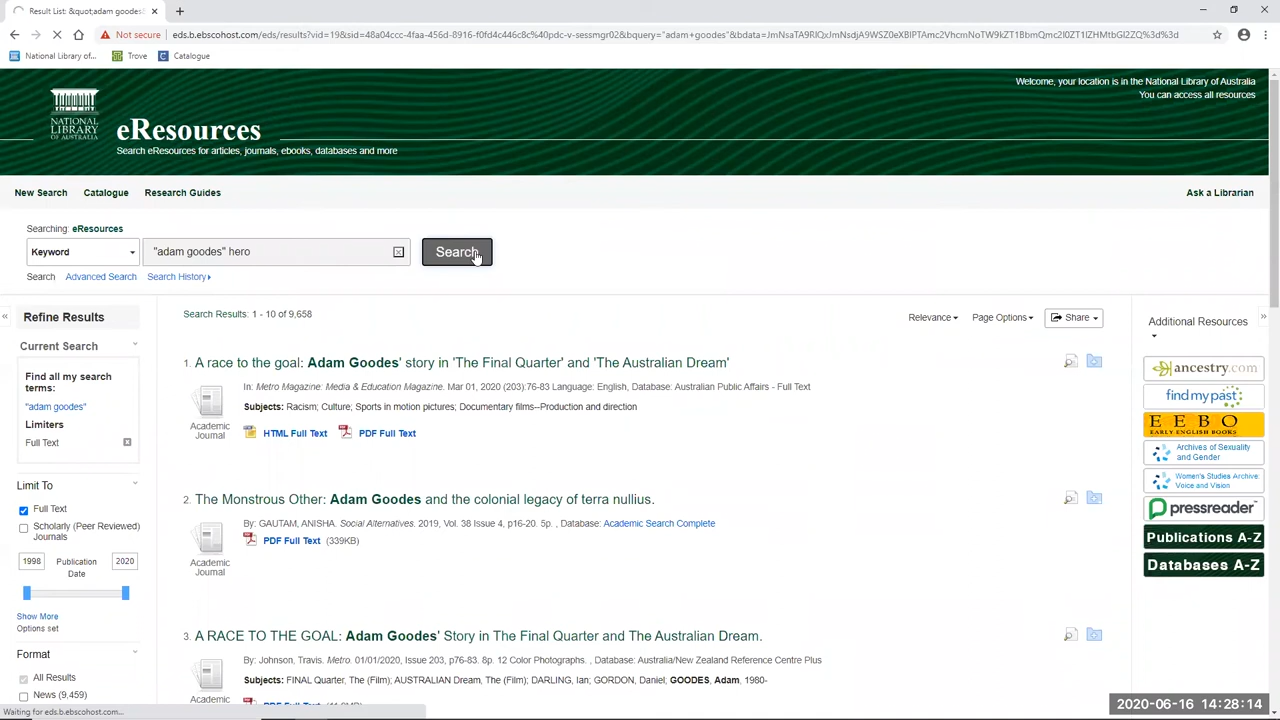 Result List: &quot;adam goodes&
Not secure
eds.b.ebscohost.com/eds/results?vid=19&sid=48a04ccc-4faa-456d-8916-f0fd4c446c8c%40pdc-v-sessmgr02&bquery="adam+goodes"&bdata=JmNsaTA9RlQxJmNsdjA9WSZ0eXBlPTAmc2VhcmNoTW9kZT1BbmQmc2l0ZT1lZHMtbGl2ZQ%3d%3d
National Library of...
Trove
Catalogue
Welcome, your location is in the National Library of Australia
You can access all resources
NATIONAL
LIBRARY
OF AUSTRALIA
eResources
Search eResources for articles, journals, ebooks, databases and more
New Search
Catalogue
Research Guides
Ask a Librarian
Searching: eResources
Keyword
"adam goodes" hero
Search
Search
Advanced Search
Search History
Refine Results
Current Search
Find all my search
terms:
"adam goodes"
Limiters
Full Text
Limit To
Full Text
Scholarly (Peer Reviewed)
Journals
1998
Publication
Date
2020
Show More
Options set
Format
All Results
News (9,459)
Search Results: 1 - 10 of 9,658
Relevance
Page Options
Share
1. A race to the goal: Adam Goodes' story in 'The Final Quarter' and 'The Australian Dream'
In: Metro Magazine: Media & Education Magazine. Mar 01, 2020 (203):76-83 Language: English, Database: Australian Public Affairs - Full Text
Subjects: Racism; Culture; Sports in motion pictures; Documentary films--Production and direction
Academic
Journal
HTML Full Text
PDF Full Text
2. The Monstrous Other: Adam Goodes and the colonial legacy of terra nullius.
By: GAUTAM, ANISHA. Social Alternatives. 2019, Vol. 38 Issue 4, p16-20. 5p. , Database: Academic Search Complete
PDF Full Text (339KB)
Academic
Journal
3. A RACE TO THE GOAL: Adam Goodes' Story in The Final Quarter and The Australian Dream.
By: Johnson, Travis. Metro. 01/01/2020, Issue 203, p76-83. 8p. 12 Color Photographs. , Database: Australia/New Zealand Reference Centre Plus
Subjects: FINAL Quarter, The (Film); AUSTRALIAN Dream, The (Film); DARLING, Ian; GORDON, Daniel; GOODES, Adam, 1980-
Academic
Additional Resources
ancestry.com
findmypast
EEBO
EARLY ENGLISH BOOKS
Archives of Sexuality
and Gender
Women's Studies Archive:
Voice and Vision
pressreader
Publications A-Z
Databases A-Z
Waiting for eds.b.ebscohost.com...
2020-06-16 14:28:14